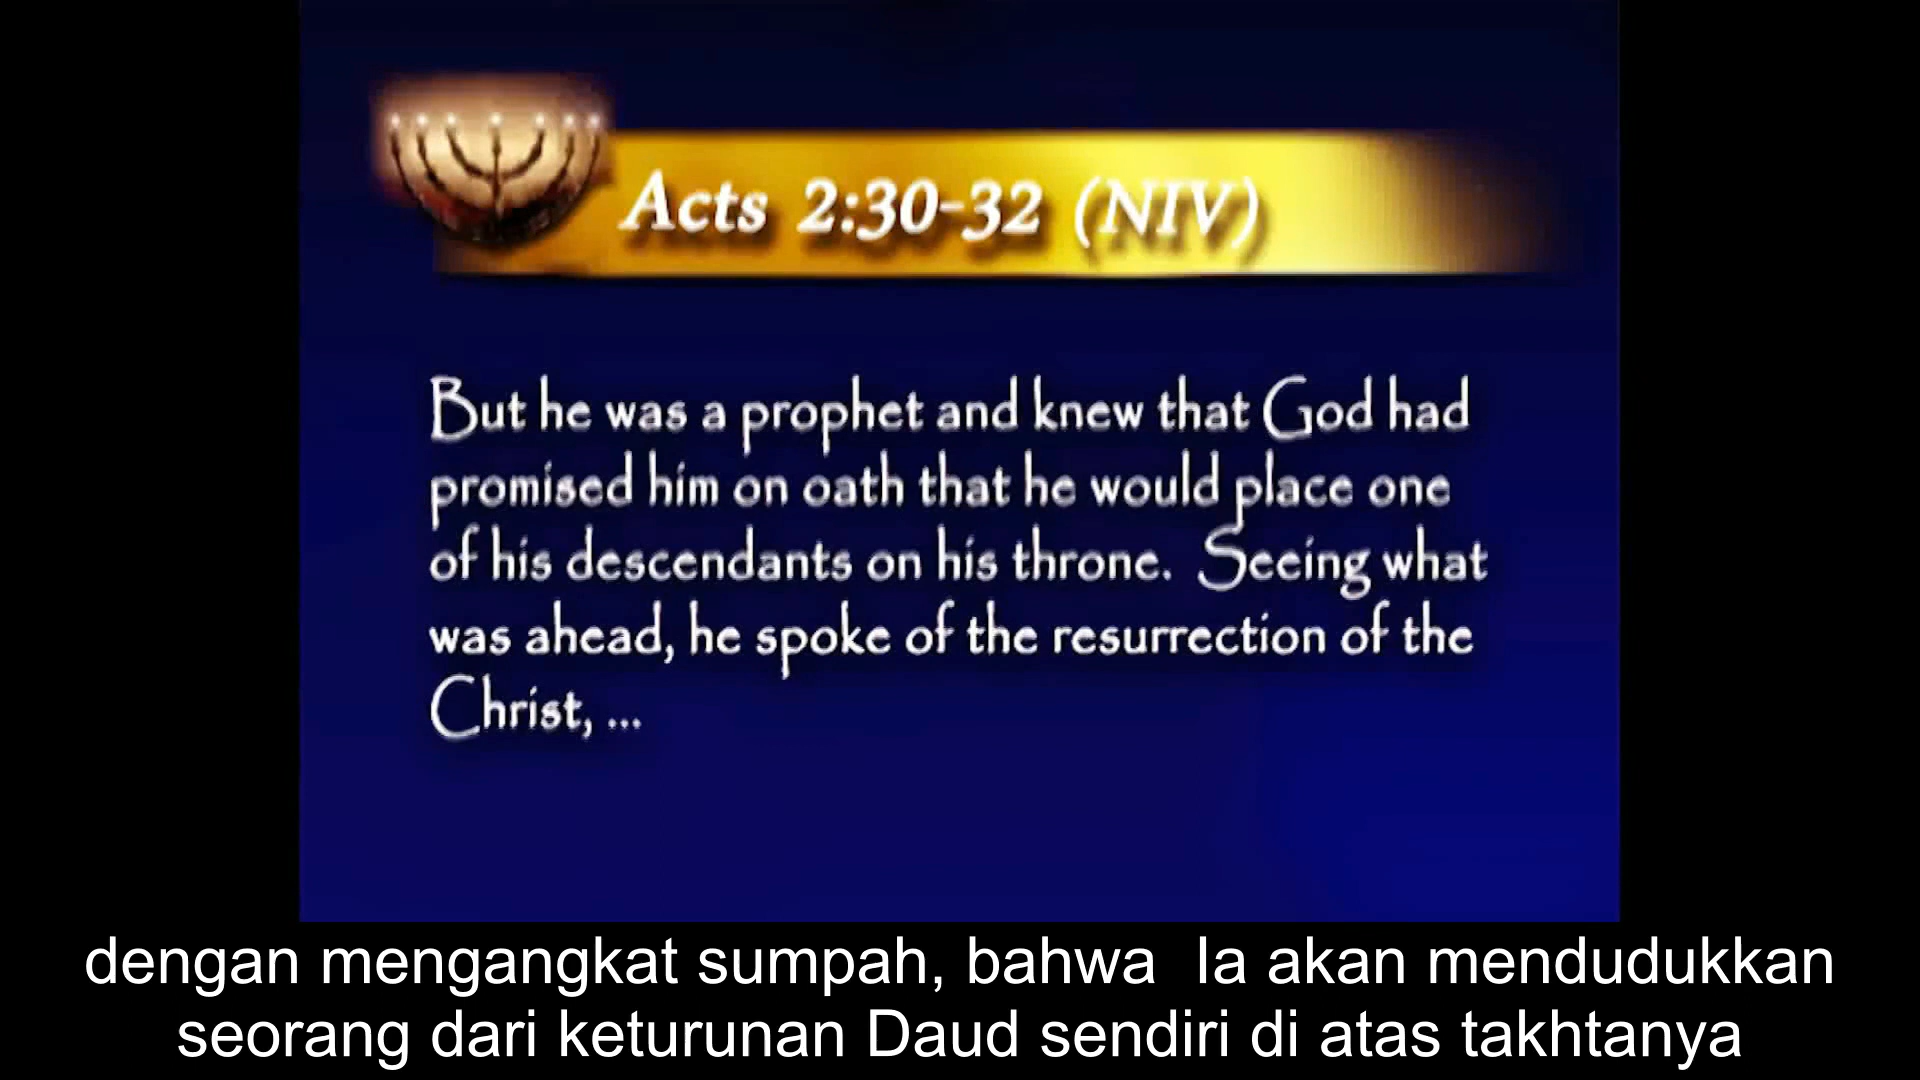 Acts 2:30-32 (NIV)
But he was a prophet and knew that God had
promised him on oath that he would place one
of his descendants on his throne. Seeing what
was ahead, he spoke of the resurrection of the
Christ, ...
dengan mengangkat sumpah, bahwa  Ia akan mendudukkan
seorang dari keturunan Daud sendiri di atas takhtanya